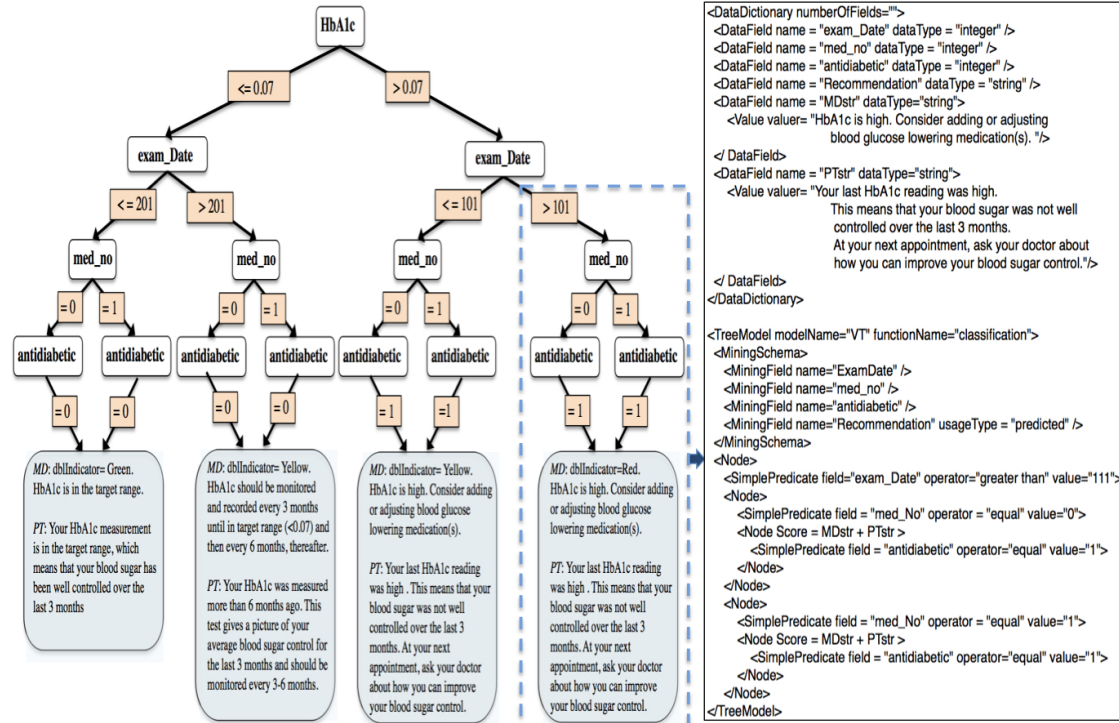 HbA1c
<= 0.07
> 0.07
exam_Date
exam_Date
<= 201
> 201
<= 101
> 101
med_no
med_no
med_no
med_no
= 0
= 1
= 0
= 1
= 0
= 1
= 0
= 1
antidiabetic
antidiabetic
antidiabetic
antidiabetic
antidiabetic
antidiabetic
antidiabetic
antidiabetic
= 0
= 0
= 0
= 0
= 1
=1
= 1
= 1
MD: dblIndicator= Green.
HbA1c is in the target range.
PT: Your HbA1c measurement
is in the target range, which
means that your blood sugar has
been well controlled over the
last 3 months
MD: dblIndicator= Yellow.
HbA1c should be monitored
and recorded every 3 months
until in target range (<0.07) and
then every 6 months, thereafter.
PT: Your HbA1c was measured
more than 6 months ago. This
test gives a picture of your
average blood sugar control for
the last 3 months and should be
monitored every 3-6 months.
MD: dblIndicator= Yellow.
HbA1c is high. Consider adding
or adjusting blood glucose
lowering medication(s).
PT: Your last HbA1c reading
was high . This means that your
blood sugar was not well
controlled over the last 3
months. At your next
appointment, ask your doctor
about how you can improve
your blood sugar control.
MD: dblIndicator=Red.
HbA1c is high. Consider adding
or adjusting blood glucose
lowering medication(s).
PT: Your last HbA1c reading
was high . This means that your
blood sugar was not well
controlled over the last 3
months. At your next
appointment, ask your doctor
about how you can improve
your blood sugar control.
<DataDictionary numberOfFields="">
<DataField name = "exam_Date" dataType = "integer" />
<DataField name = "med_no" dataType = "integer" />
<DataField name = "antidiabetic" dataType = "integer" />
<DataField name = "Recommendation" dataType = "string" />
<DataField name = "MDstr" dataType="string">
<Value valuer= "HbA1c is high. Consider adding or adjusting
blood glucose lowering medication(s). "/>
</ DataField>
<DataField name = "PTstr" dataType="string">
<Value valuer= "Your last HbA1c reading was high.
This means that your blood sugar was not well
controlled over the last 3 months.
At your next appointment, ask your doctor about
how you can improve your blood sugar control."/>
</ DataField>
</DataDictionary>
<TreeModel modelName="VT" functionName="classification">
<MiningSchema>
<MiningField name="ExamDate" />
<MiningField name="med_no" />
<MiningField name="antidiabetic" />
<MiningField name="Recommendation" usageType = "predicted" />
</MiningSchema>
<Node>
<SimplePredicate field="exam_Date" operator="greater than" value="111">
<Node>
<SimplePredicate field = "med_No" operator = "equal" value="0">
<Node Score = MDstr + PTstr >
<SimplePredicate field = "antidiabetic" operator="equal" value="1">
</Node>
</Node>
<Node>
<SimplePredicate field = "med_No" operator = "equal" value="1">
<Node Score = MDstr + PTstr >
<SimplePredicate field = "antidiabetic" operator="equal" value="1">
</Node>
</Node>
</TreeModel>